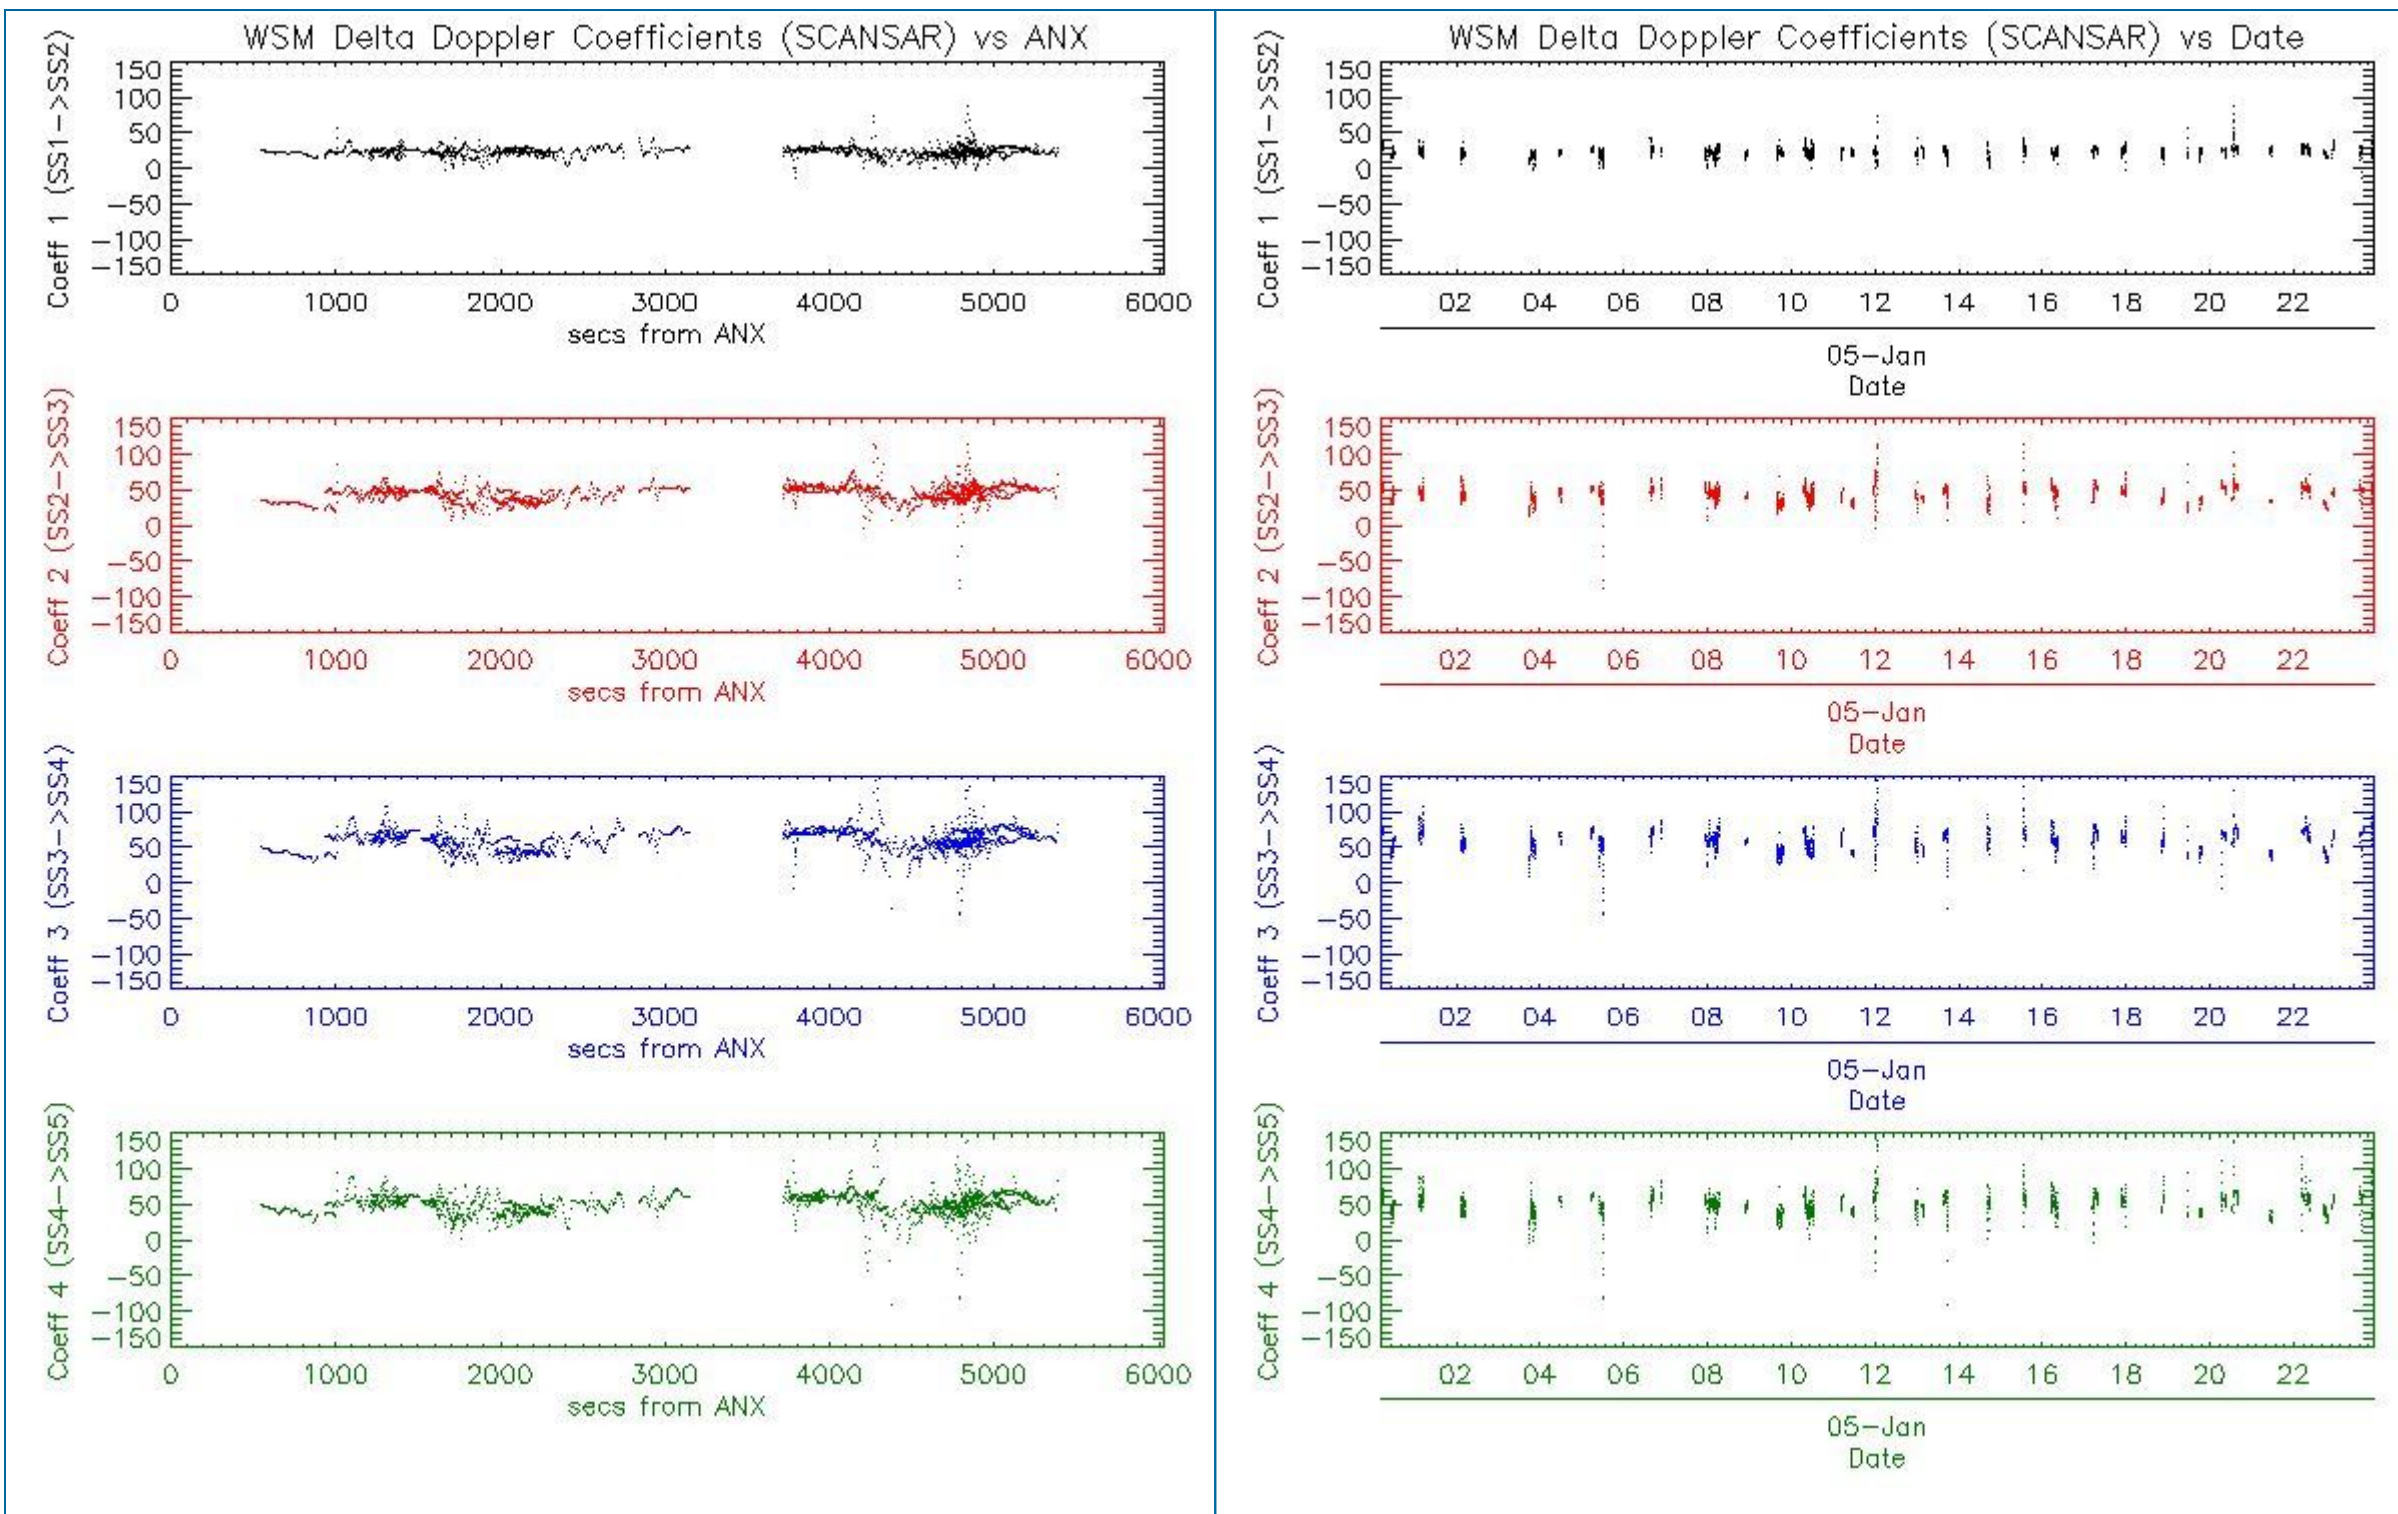 WSM Delta Doppler Coefficients (SCANSAR) vs ANX
Coeff 1 (SS1->SS2)
150
100
50
0
-50
-100
-150
0 1000 2000 3000 4000 5000 6000
secs from ANX
Coeff 2 (SS2->SS3)
150
100
50
0
-50
-100
-150
0 1000 2000 3000 4000 5000 6000
secs from ANX
Coeff 3 (SS3->SS4)
150
100
50
0
-50
-100
-150
0 1000 2000 3000 4000 5000 6000
secs from ANX
Coeff 4 (SS4->SS5)
150
100
50
0
-50
-100
-150
0 1000 2000 3000 4000 5000 6000
secs from ANX
WSM Delta Doppler Coefficients (SCANSAR) vs Date
Coeff 1 (SS1->SS2)
150
100
50
0
-50
-100
-150
02 04 06 08 10 12 14 16 18 20 22
05-Jan
Date
Coeff 2 (SS2->SS3)
150
100
50
0
-50
-100
-150
02 04 06 08 10 12 14 16 18 20 22
05-Jan
Date
Coeff 3 (SS3->SS4)
150
100
50
0
-50
-100
-150
02 04 06 08 10 12 14 16 18 20 22
05-Jan
Date
Coeff 4 (SS4->SS5)
150
100
50
0
-50
-100
-150
02 04 06 08 10 12 14 16 18 20 22
05-Jan
Date